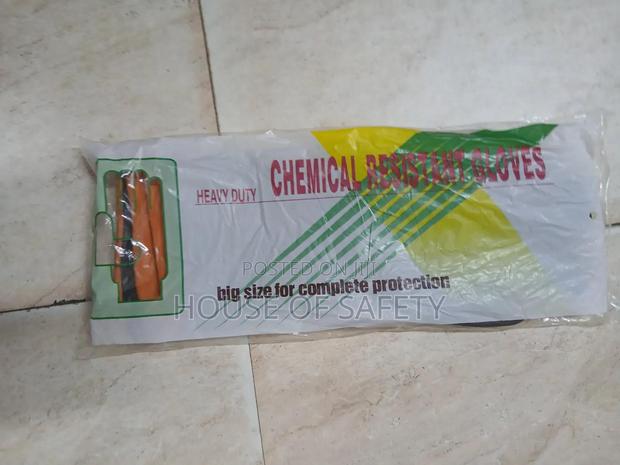 CHEMICAL RESISTANT GLOVES
HEAVY DUTY
POSTED ON JIJI
big size for complete protection
HOUSE OF SAFETY